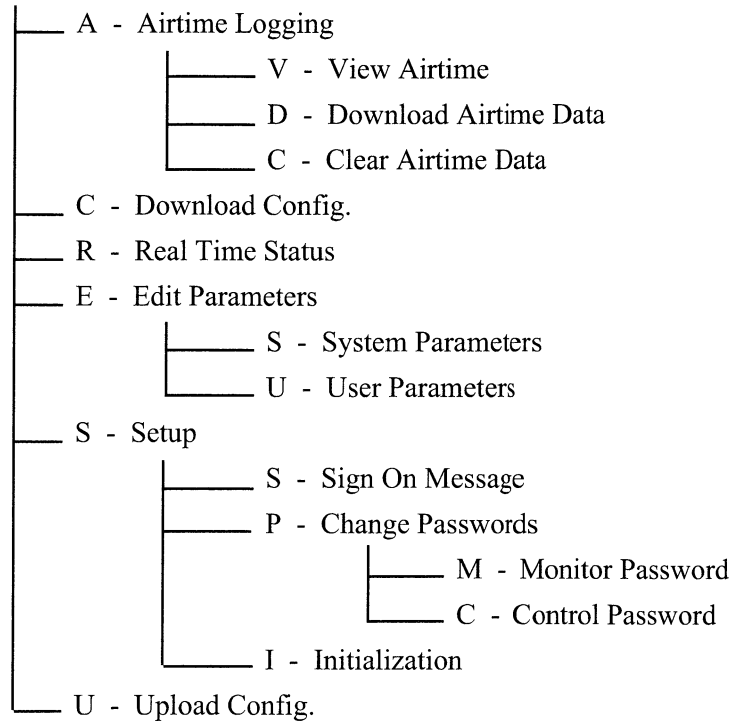 A - Airtime Logging
V - View Airtime
D - Download Airtime Data
C - Clear Airtime Data
C - Download Config.
R - Real Time Status
E - Edit Parameters
S - System Parameters
U - User Parameters
S - Setup
S - Sign On Message
P - Change Passwords
M - Monitor Password
C - Control Password
I - Initialization
U - Upload Config.